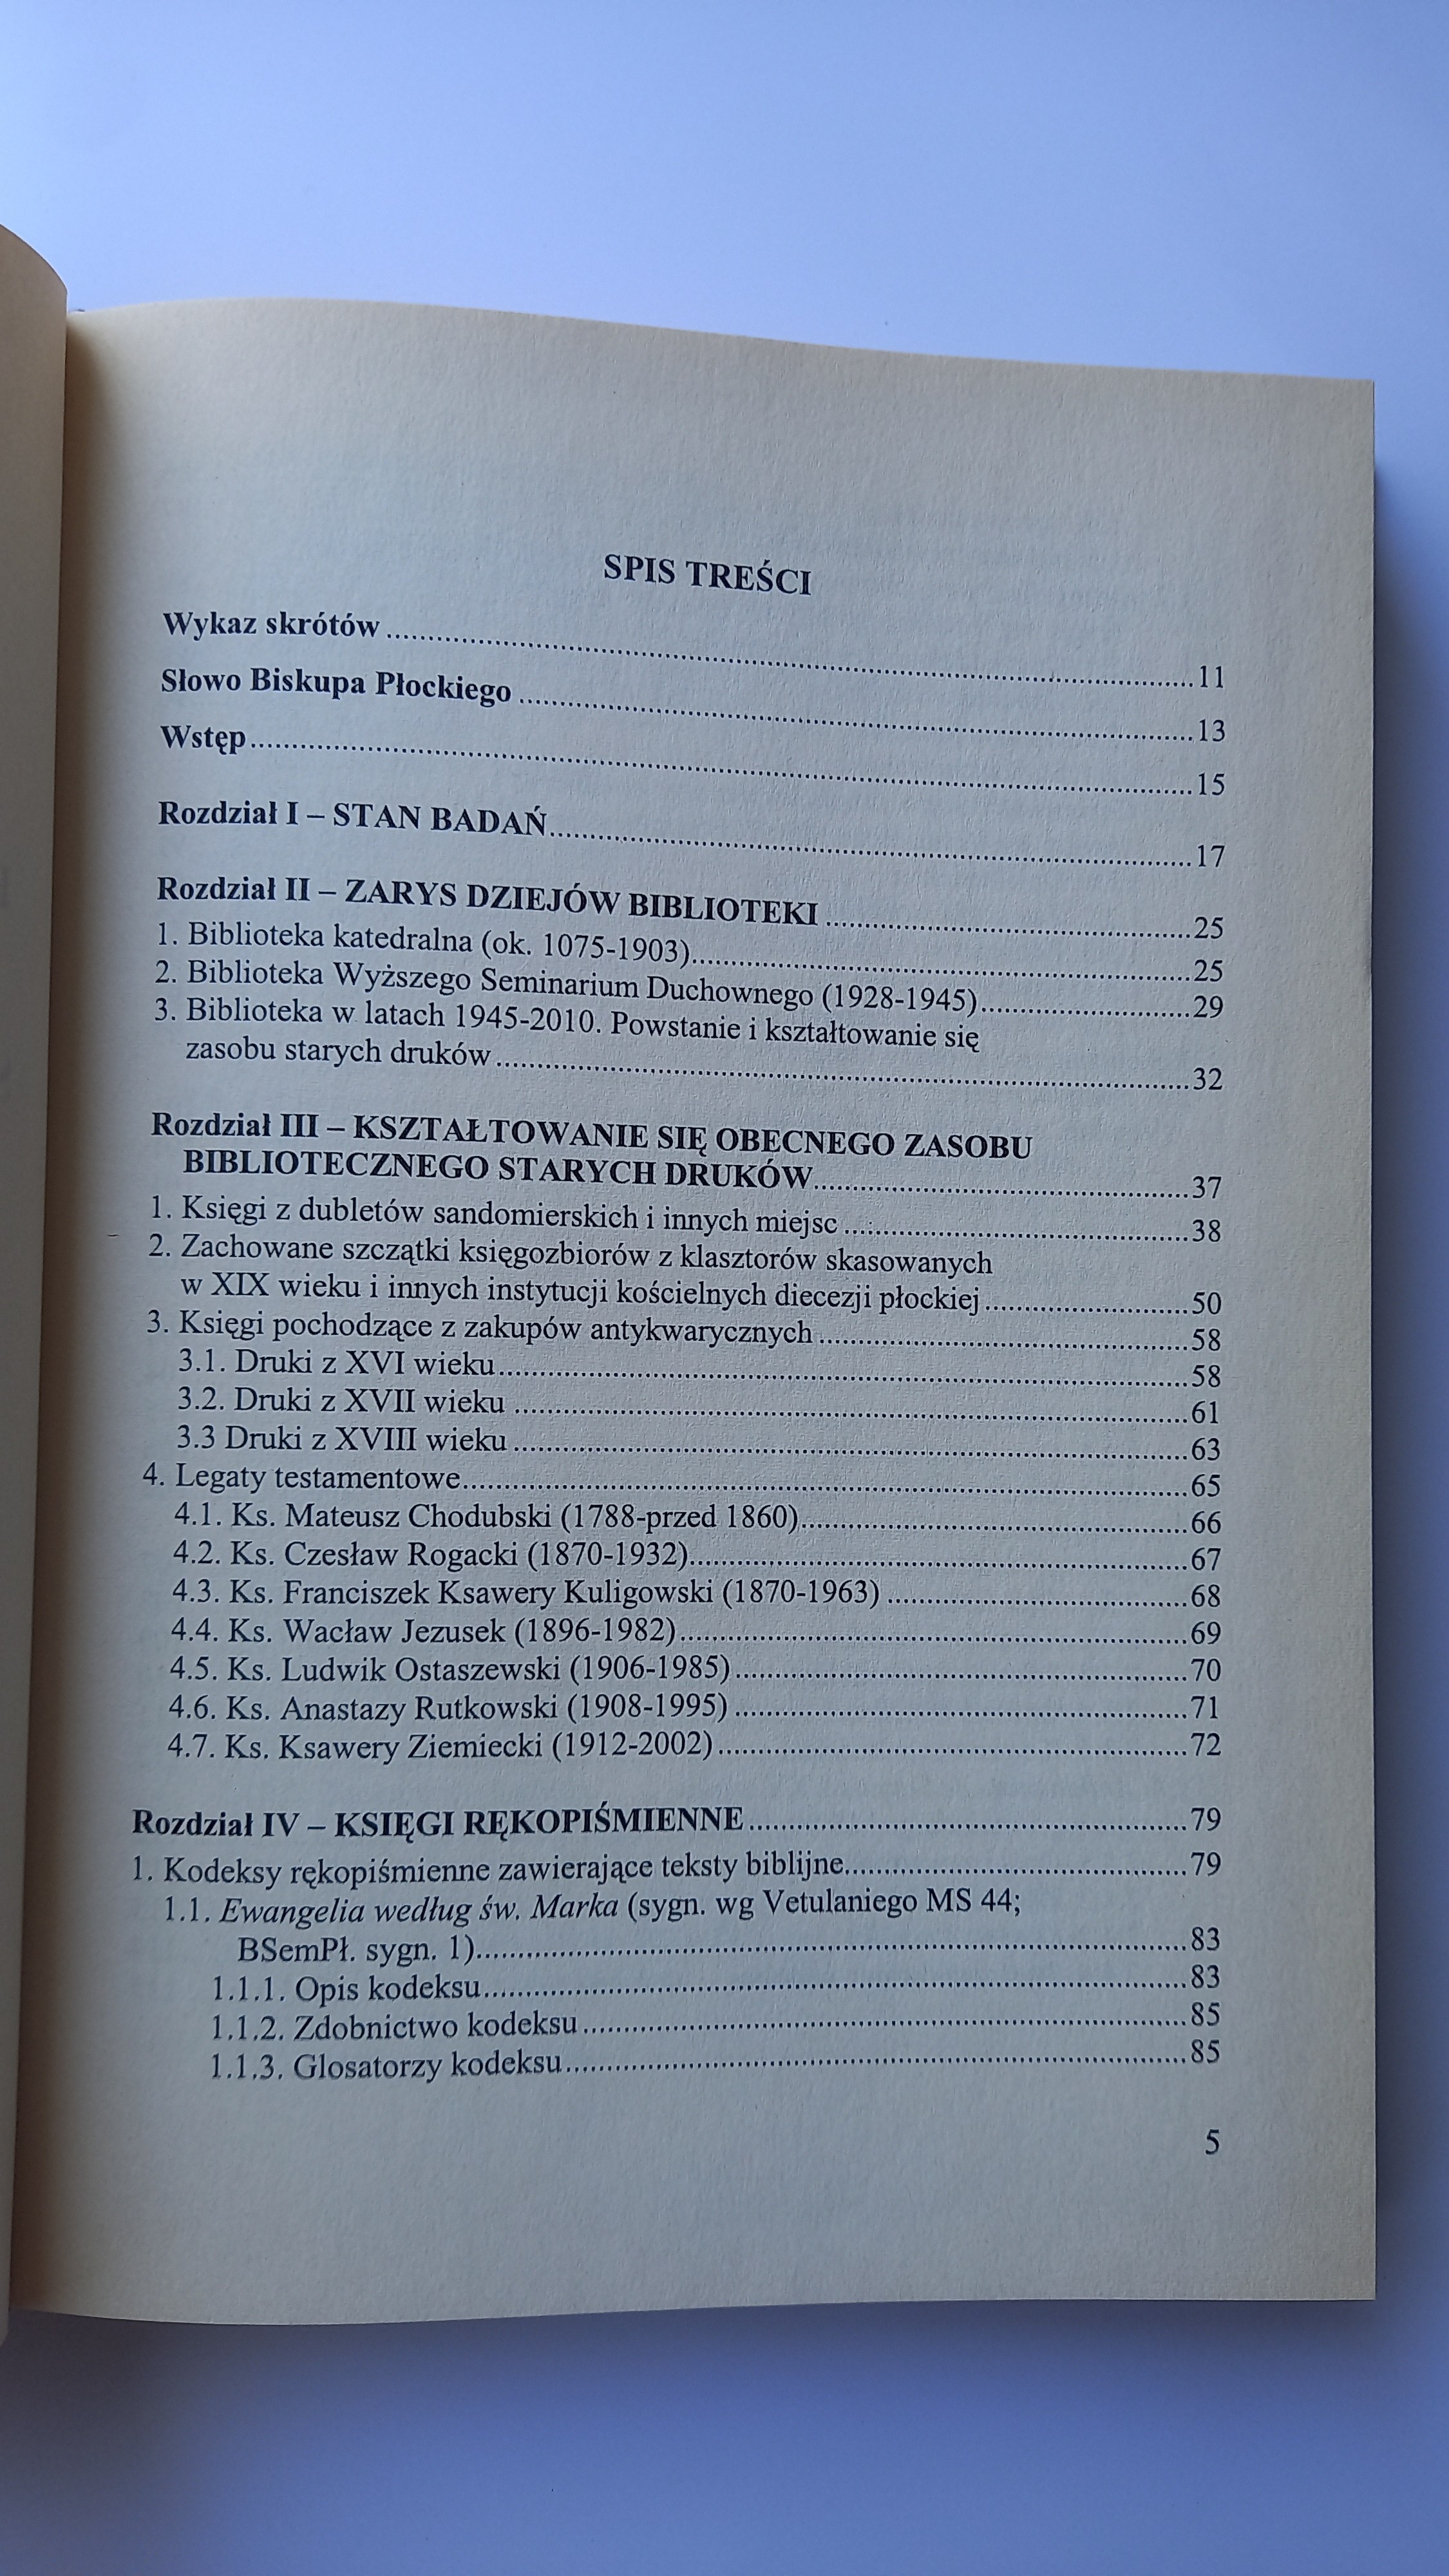 SPIS TREŚCI
Wykaz skrótów ........ 11
Słowo Biskupa Płockiego ........ 13
Wstęp ........ 15
Rozdział I – STAN BADAŃ ........ 17
Rozdział II – ZARYS DZIEJÓW BIBLIOTEKI ........ 25
1. Biblioteka katedralna (ok. 1075-1903) ........ 25
2. Biblioteka Wyższego Seminarium Duchownego (1928-1945) ........ 29
3. Biblioteka w latach 1945-2010. Powstanie i kształtowanie się
zasobu starych druków ........ 32
Rozdział III – KSZTAŁTOWANIE SIĘ OBECNEGO ZASOBU
BIBLIOTECZNEGO STARYCH DRUKÓW ........ 37
1. Księgi z dubletów sandomierskich i innych miejsc ........ 38
2. Zachowane szczątki księgozbiorów z klasztorów skasowanych
w XIX wieku i innych instytucji kościelnych diecezji płockiej ........ 50
3. Księgi pochodzące z zakupów antykwarycznych ........ 58
3.1. Druki z XVI wieku ........ 58
3.2. Druki z XVII wieku ........ 61
3.3 Druki z XVIII wieku ........ 63
4. Legaty testamentowe ........ 65
4.1. Ks. Mateusz Chodubski (1788-przed 1860) ........ 66
4.2. Ks. Czesław Rogacki (1870-1932) ........ 67
4.3. Ks. Franciszek Ksawery Kuligowski (1870-1963) ........ 68
4.4. Ks. Wacław Jezusek (1896-1982) ........ 69
4.5. Ks. Ludwik Ostaszewski (1906-1985) ........ 70
4.6. Ks. Anastazy Rutkowski (1908-1995) ........ 71
4.7. Ks. Ksawery Ziemiecki (1912-2002) ........ 72
Rozdział IV – KSIĘGI RĘKOPIŚMIENNE ........ 79
1. Kodeksy rękopiśmienne zawierające teksty biblijne ........ 79
1.1. Ewangelia według św. Marka (sygn. wg Vetulaniego MS 44;
BSemPł. sygn. 1) ........ 83
1.1.1. Opis kodeksu ........ 83
1.1.2. Zdobnictwo kodeksu ........ 85
1.1.3. Glosatorzy kodeksu ........ 85
5